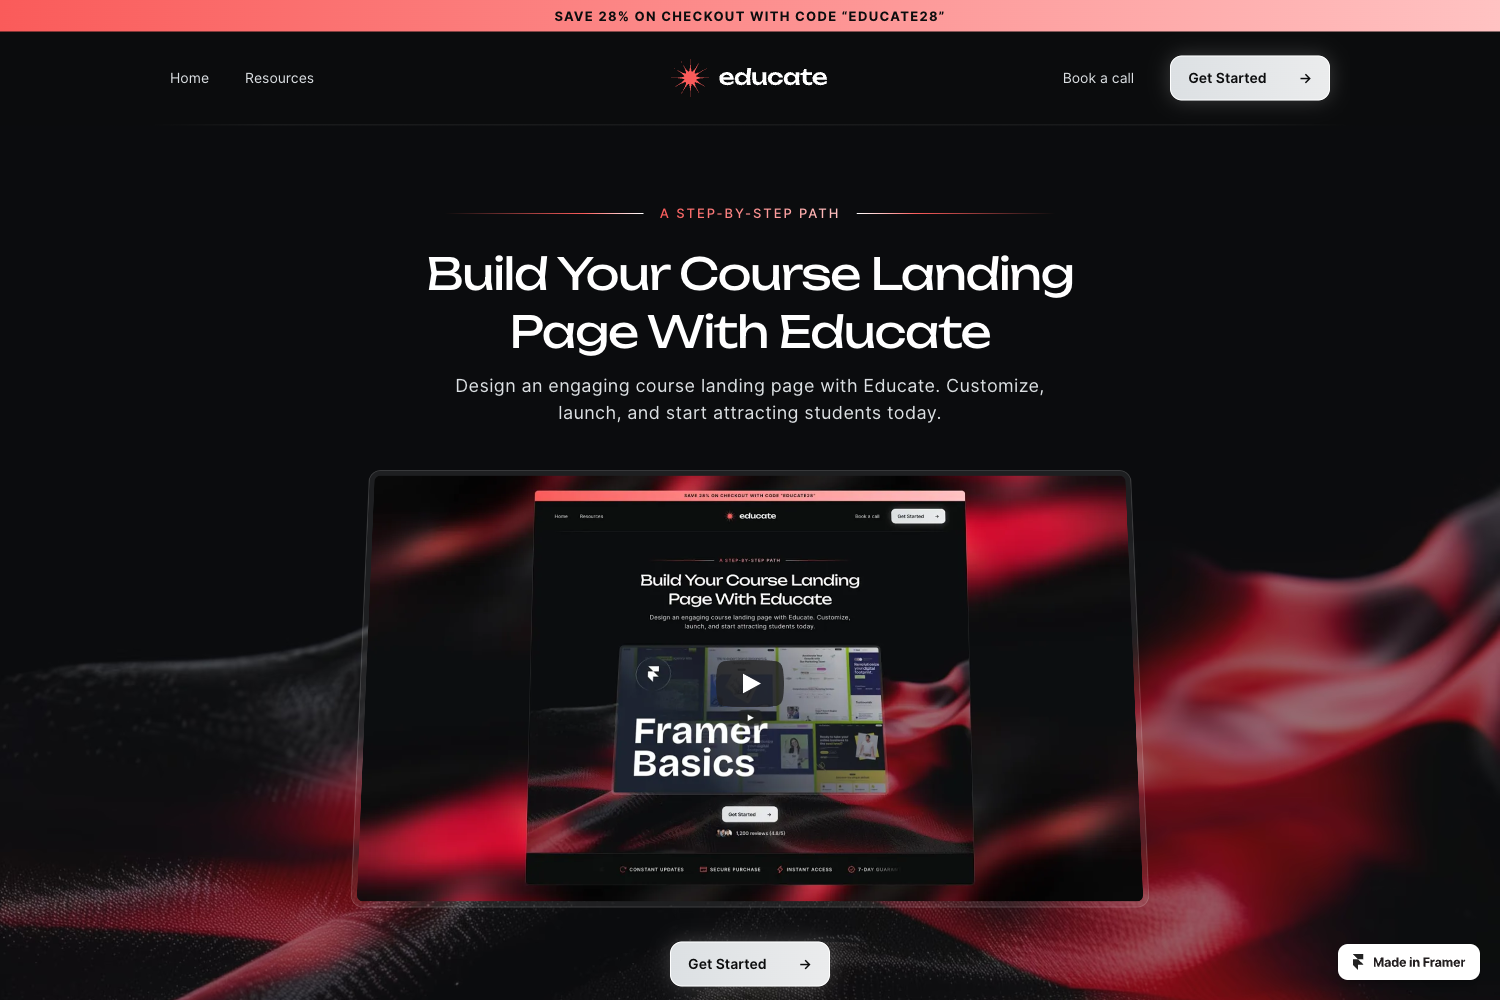 SAVE 28% ON CHECKOUT WITH CODE “EDUCATE28”
Home
Resources
educate
Book a call
Get Started →
A STEP-BY-STEP PATH
Build Your Course Landing
Page With Educate
Design an engaging course landing page with Educate. Customize,
launch, and start attracting students today.
SAVE 28% ON CHECKOUT WITH CODE “EDUCATE28”
Home
Resources
educate
Book a call
Get Started →
A STEP-BY-STEP PATH
Build Your Course Landing
Page With Educate
Design an engaging course landing page with Educate. Customize,
launch, and start attracting students today.
Framer
Basics
Get Started →
1,200 reviews (4.8/5)
CONSTANT UPDATES
SECURE PURCHASE
INSTANT ACCESS
7-DAY
Get Started →
Made in Framer